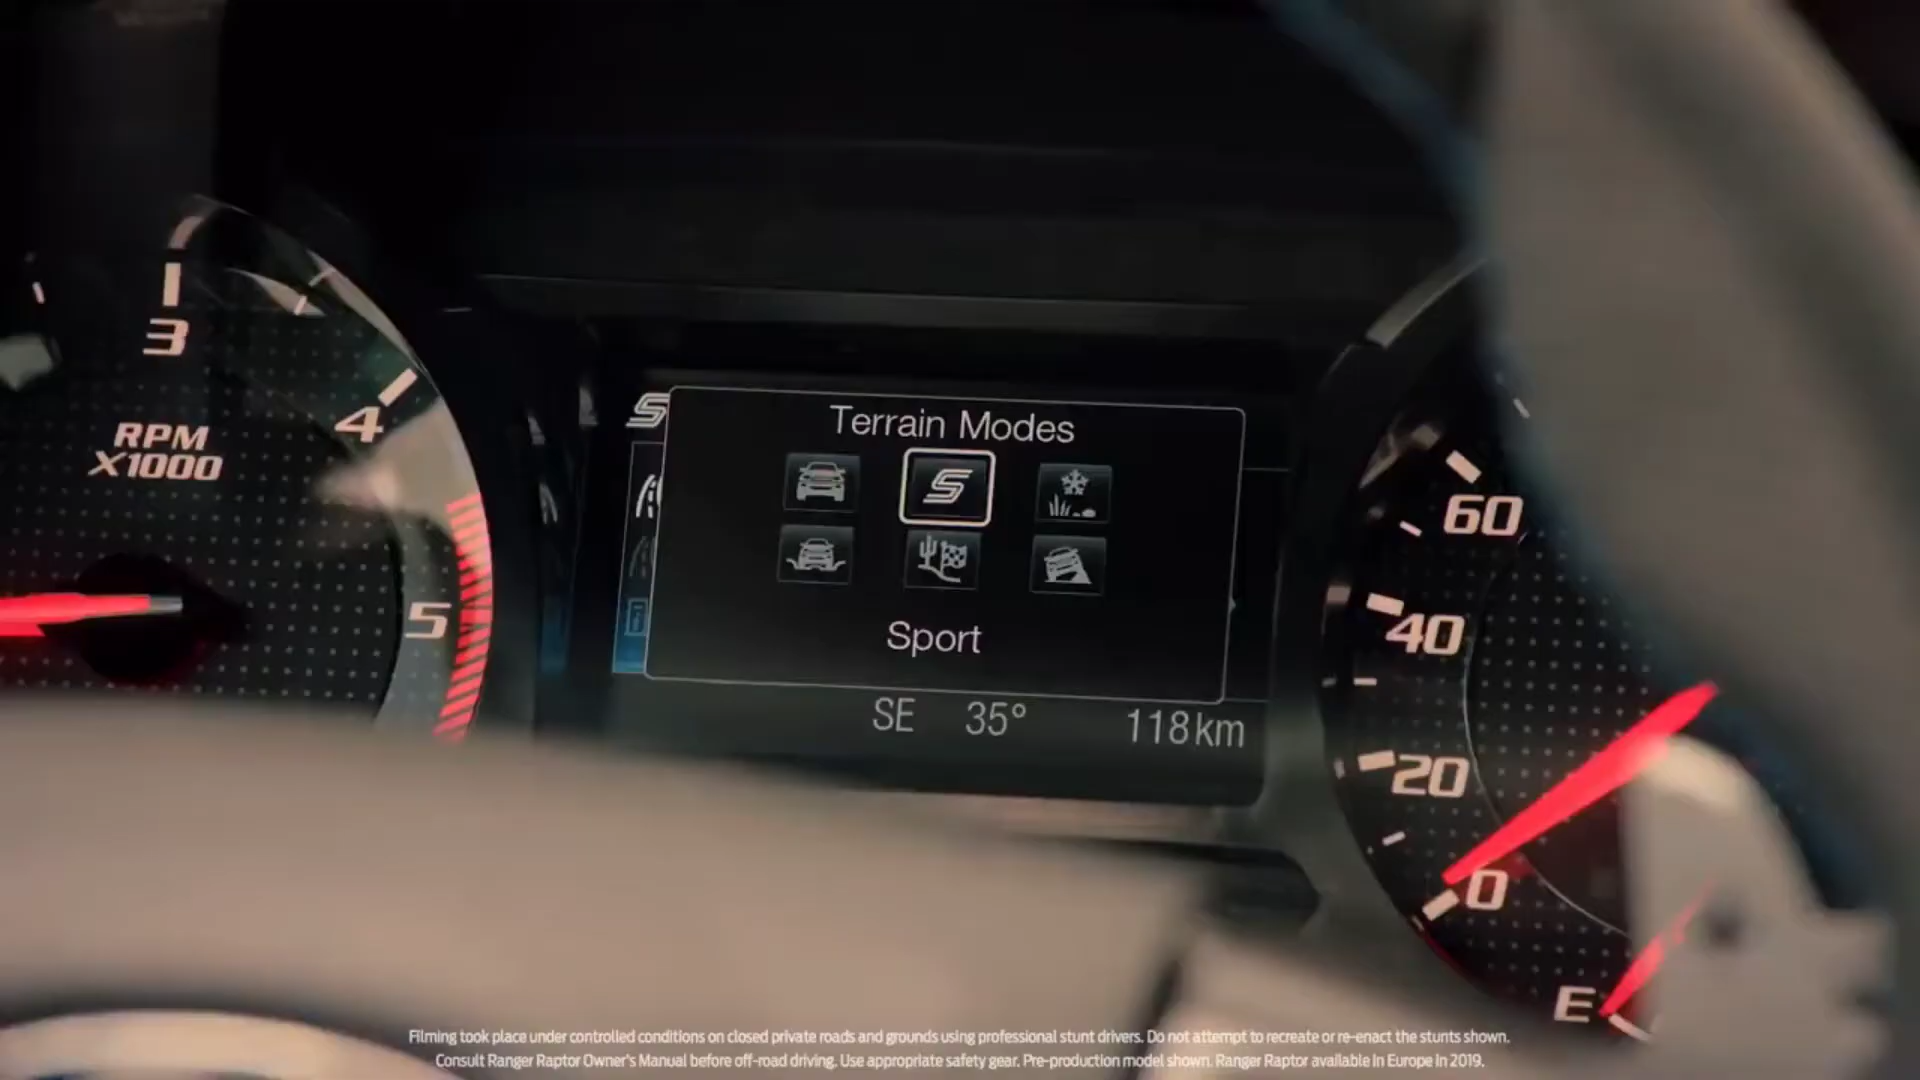 3
4
RPM
X1000
5
Terrain Modes
S
Sport
SE 35° 118km
60
40
20
0
E
Filming took place under controlled conditions on closed private roads and grounds using professional stunt drivers. Do not attempt to recreate or re-enact the stunts shown.
Consult Ranger Raptor Owner's Manual before off-road driving. Use appropriate safety gear. Pre-production model shown. Ranger Raptor available in Europe in 2019.